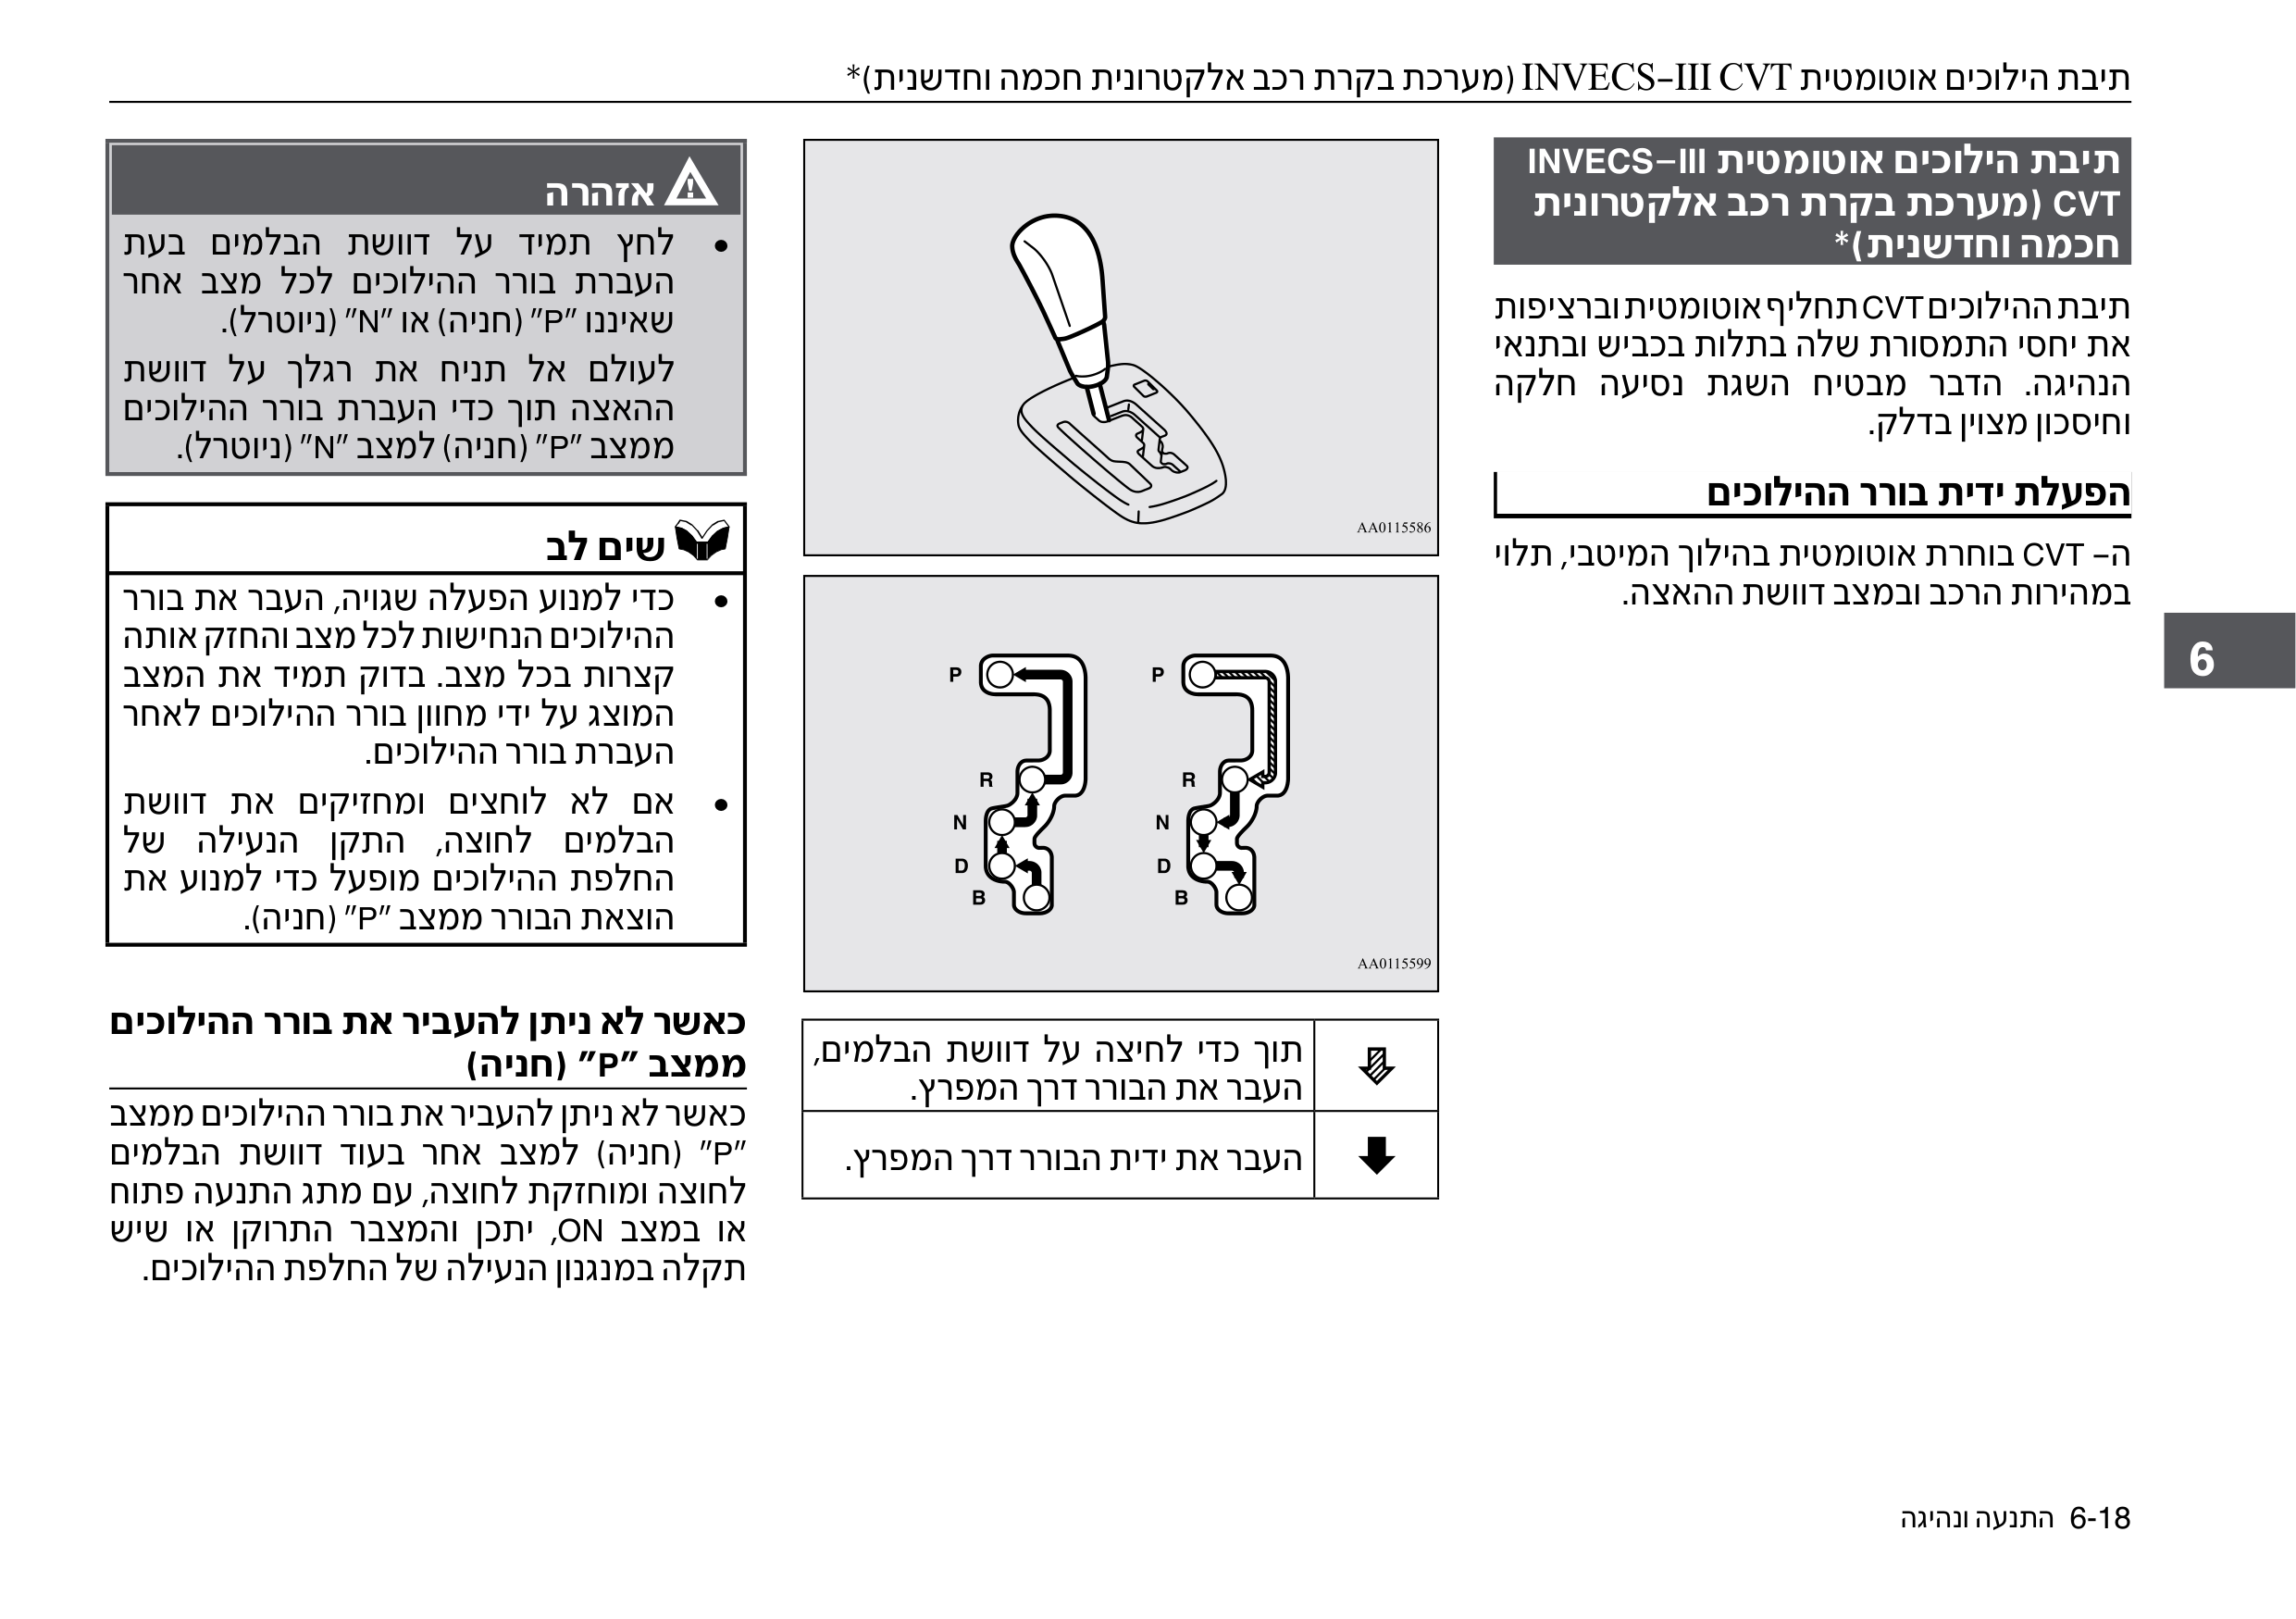 תיבת הילוכים אוטומטית INVECS–III CVT (מערכת בקרת רכב אלקטרונית חכמה וחדשנית)*
תיבת הילוכים אוטומטית INVECS–III
CVT (מערכת בקרת רכב אלקטרונית
חכמה וחדשנית)*
תיבת ההילוכים CVT תחליף אוטומטית וברציפות
את יחסי התמסורת שלה בתלות בכביש ובתנאי
הנהיגה. הדבר מבטיח השגת נסיעה חלקה
וחיסכון מצוין בדלק.
הפעלת ידית בורר ההילוכים
ה– CVT בוחרת אוטומטית בהילוך המיטבי, תלוי
במהירות הרכב ובמצב דוושת ההאצה.
6
AA0115586
P P
R R
N N
D D
B B
AA0115599
תוך כדי לחיצה על דוושת הבלמים,
העבר את הבורר דרך המפרץ.
העבר את ידית הבורר דרך המפרץ.
אזהרה
• לחץ תמיד על דוושת הבלמים בעת
העברת בורר ההילוכים לכל מצב אחר
שאיננו "P" (חניה) או "N" (ניוטרל).
לעולם אל תניח את רגלך על דוושת
ההאצה תוך כדי העברת בורר ההילוכים
ממצב "P" (חניה) למצב "N" (ניוטרל).
שים לב
• כדי למנוע הפעלה שגויה, העבר את בורר
ההילוכים הנחישות לכל מצב והחזק אותה
קצרות בכל מצב. בדוק תמיד את המצב
המוצג על ידי מחוון בורר ההילוכים לאחר
העברת בורר ההילוכים.
• אם לא לוחצים ומחזיקים את דוושת
הבלמים לחוצה, התקן הנעילה של
החלפת ההילוכים מופעל כדי למנוע את
הוצאת הבורר ממצב "P" (חניה).
כאשר לא ניתן להעביר את בורר ההילוכים
ממצב "P" (חניה)
כאשר לא ניתן להעביר את בורר ההילוכים ממצב
"P" (חניה) למצב אחר בעוד דוושת הבלמים
לחוצה ומוחזקת לחוצה, עם מתג התנעה פתוח
או במצב ON, יתכן והמצבר התרוקן או שיש
תקלה במנגנון הנעילה של החלפת ההילוכים.
6-18 התנעה ונהיגה